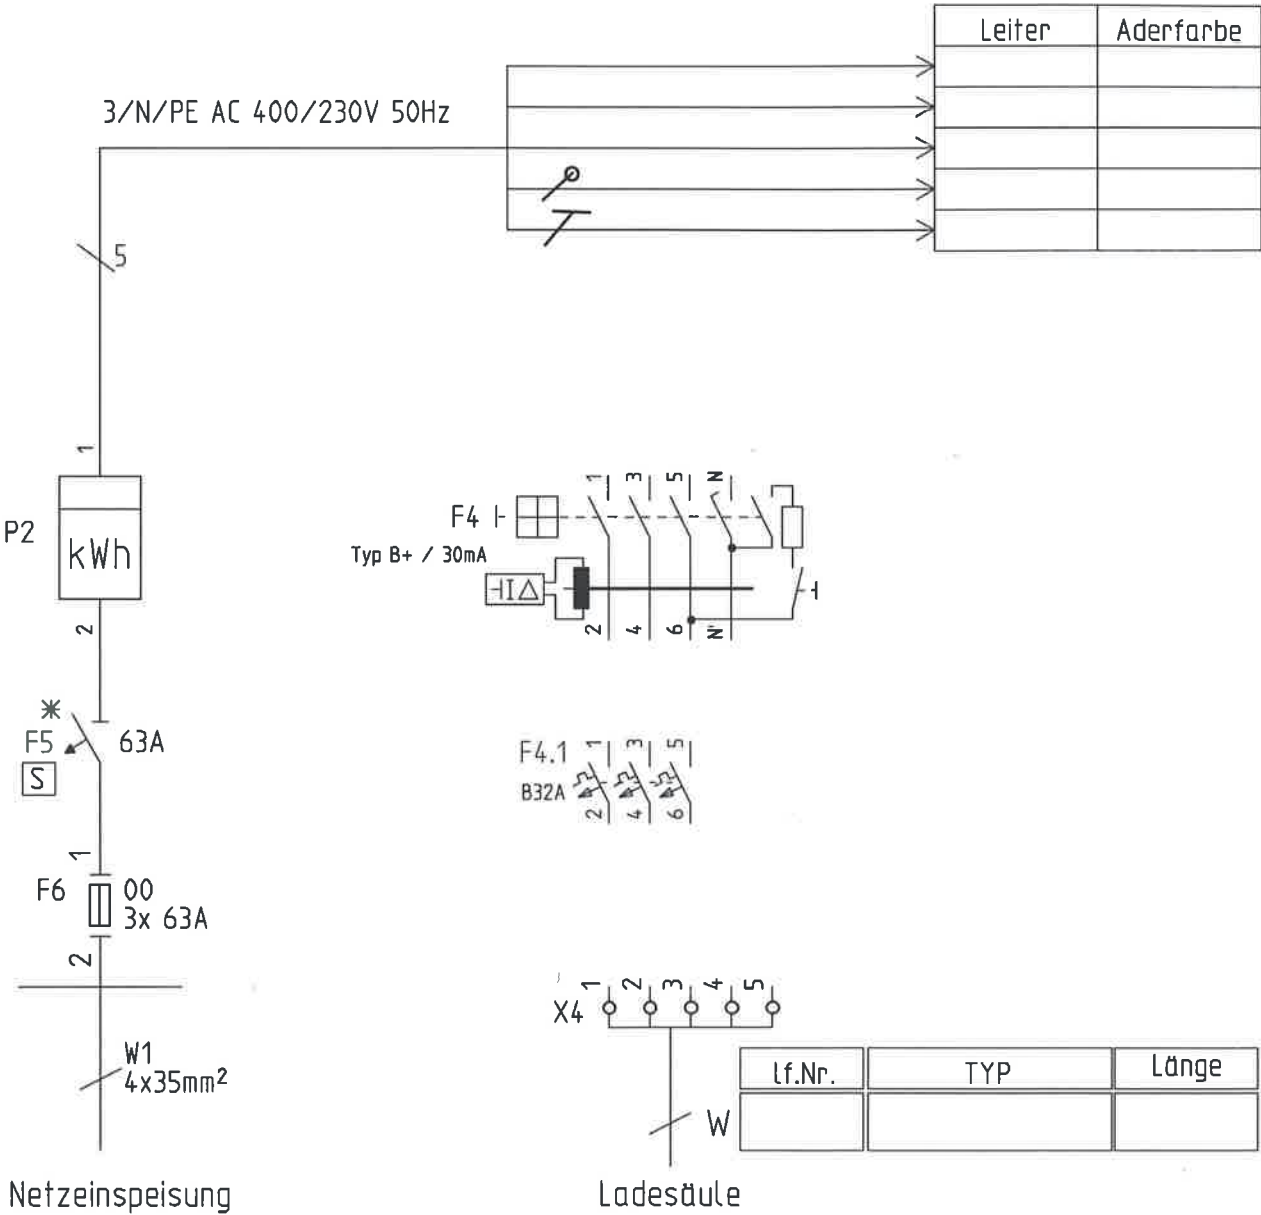 Leiter
Aderfarbe
3/N/PE AC 400/230V 50Hz
5
1
P2
kWh
2
F4
1
3
5
N
Typ B+ / 30mA
I△
2
4
6
N'
F5
63A
S
F4.1
1
3
5
B32A
2
4
6
1
F6
00
3x 63A
2
X4
1
2
3
4
5
W1
4x35mm²
W
lf.Nr.
TYP
Länge
Netzeinspeisung
Ladesäule